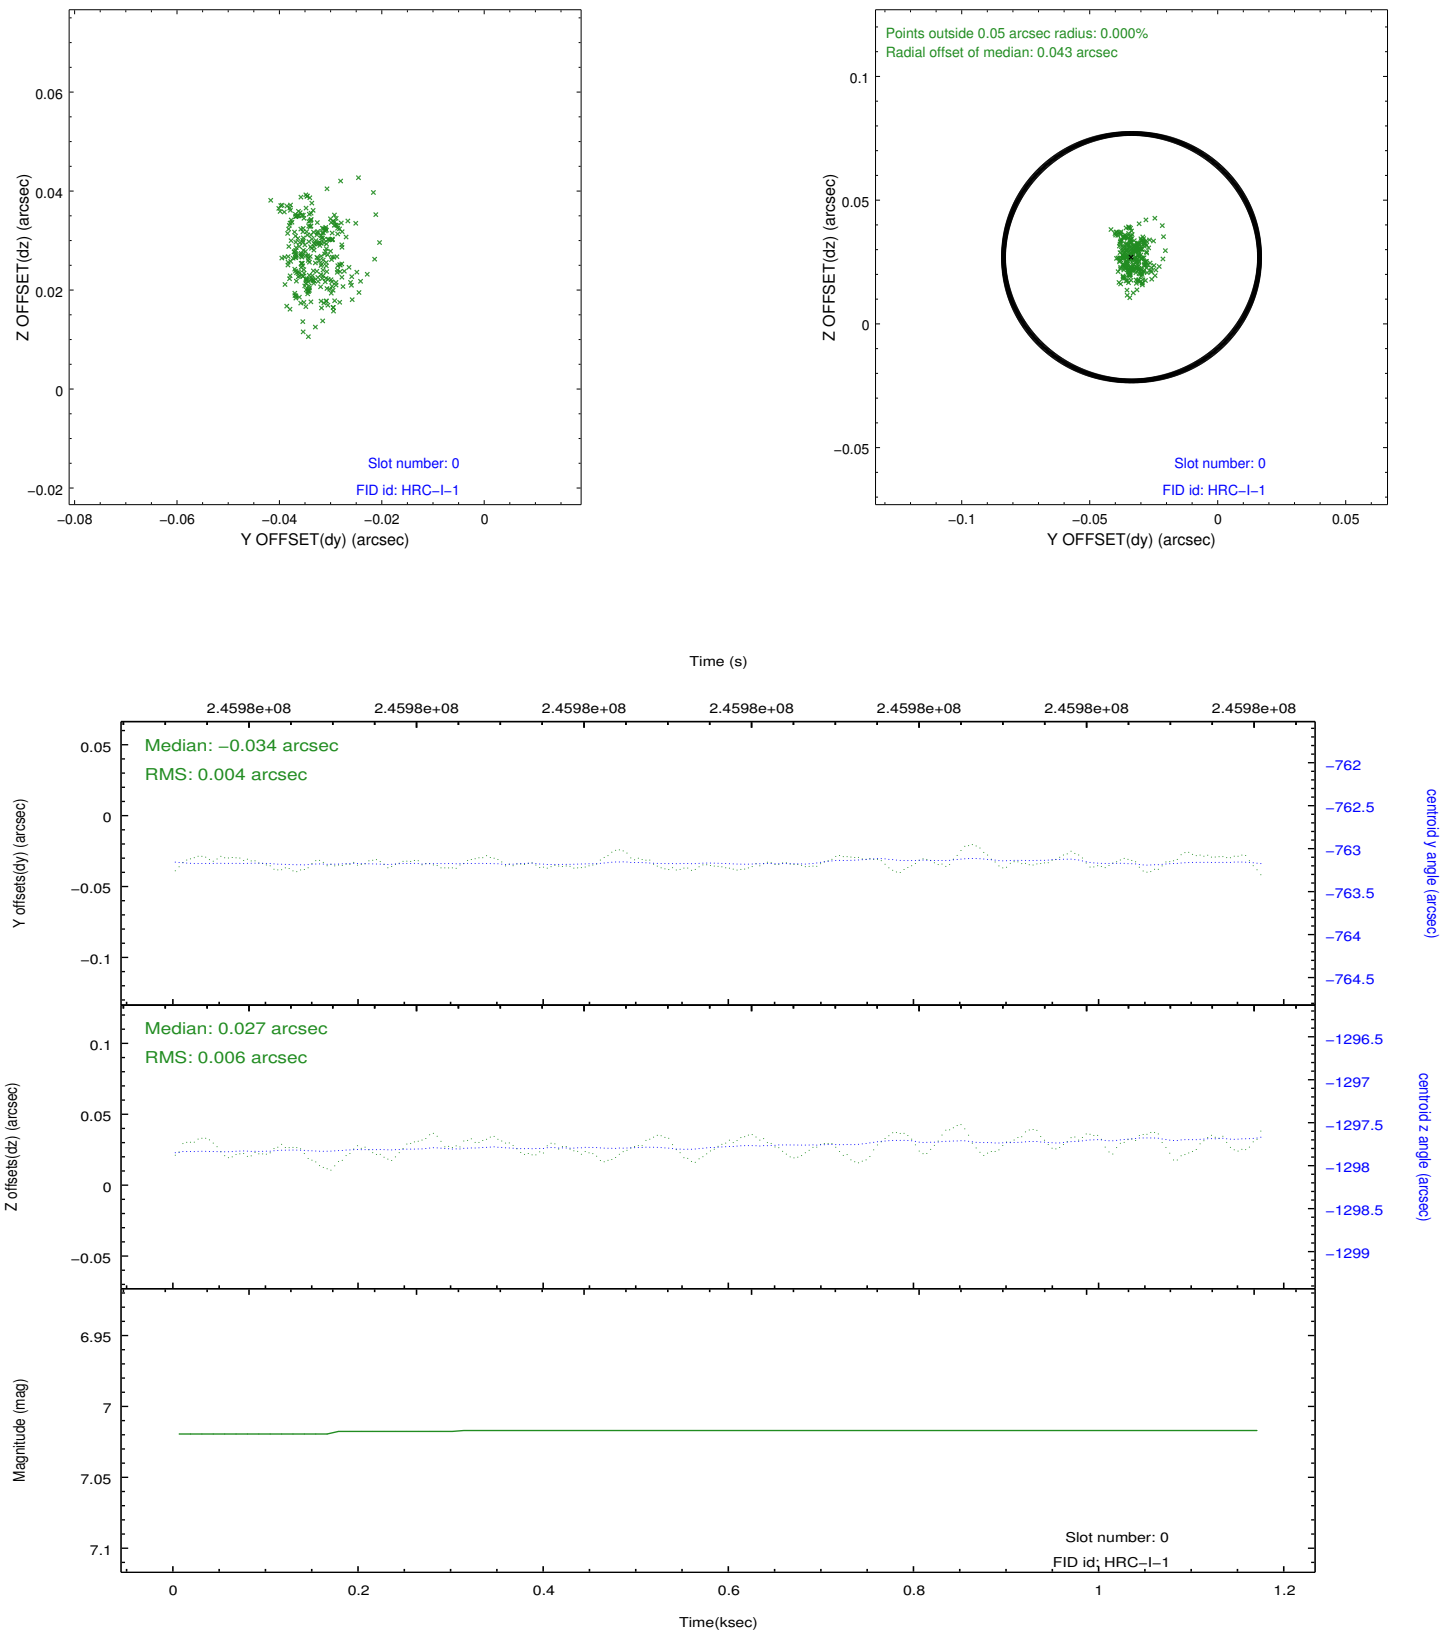 0.06
0.04
0.02
0
−0.02
Z OFFSET(dz) (arcsec)
Slot number: 0
FID id: HRC−I−1
−0.08 −0.06 −0.04 −0.02 0
Y OFFSET(dy) (arcsec)
Points outside 0.05 arcsec radius: 0.000%
Radial offset of median: 0.043 arcsec
0.1
0.05
0
−0.05
Z OFFSET(dz) (arcsec)
Slot number: 0
FID id: HRC−I−1
−0.1 −0.05 0 0.05
Y OFFSET(dy) (arcsec)
Time (s)
2.4598e+08 2.4598e+08 2.4598e+08 2.4598e+08 2.4598e+08 2.4598e+08 2.4598e+08
Median: −0.034 arcsec
RMS: 0.004 arcsec
0.05
0
−0.05
−0.1
Y offsets(dy) (arcsec)
−762
−762.5
−763
−763.5
−764
−764.5
centroid y angle (arcsec)
Median: 0.027 arcsec
RMS: 0.006 arcsec
0.1
0.05
0
−0.05
Z offsets(dz) (arcsec)
−1296.5
−1297
−1297.5
−1298
−1298.5
−1299
centroid z angle (arcsec)
6.95
7
7.05
7.1
Magnitude (mag)
Slot number: 0
FID id: HRC−I−1
0 0.2 0.4 0.6 0.8 1 1.2
Time(ksec)